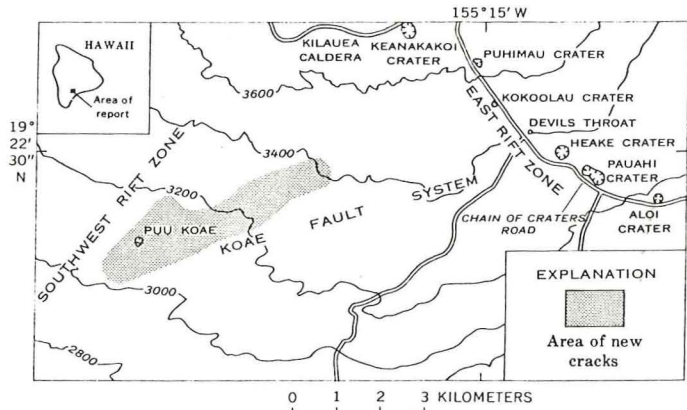 155° 15' W
HAWAII
Area of
report
KILAUEA
CALDERA
KEANAKAKOI
CRATER
PUHIMAU CRATER
3600
EAST RIFT ZONE
KOKOOLAU CRATER
DEVILS THROAT
19°
22'
30"
N
HEAKE CRATER
PAUAHI
CRATER
3400
SOUTHWEST RIFT ZONE
3200
KOAE FAULT SYSTEM
PUU KOAE
CHAIN OF CRATERS
ROAD
ALOI
CRATER
3000
2800
EXPLANATION
Area of new
cracks
0 1 2 3 KILOMETERS